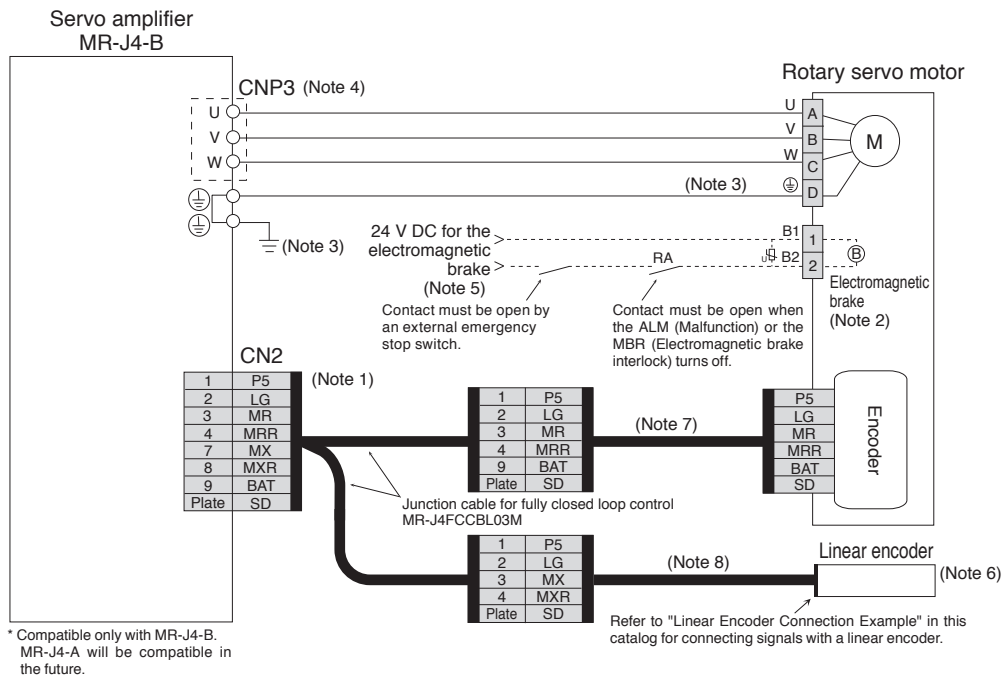 Servo amplifier
MR-J4-B
CNP3 (Note 4)
U
V
W
(Note 3)
Rotary servo motor
U A
V B
W C
(Note 3) D
M
24 V DC for the
electromagnetic
brake
(Note 5)
RA
B1 1
U B2 2
B
Electromagnetic
brake
(Note 2)
Contact must be open by
an external emergency
stop switch.
Contact must be open when
the ALM (Malfunction) or the
MBR (Electromagnetic brake
interlock) turns off.
CN2
(Note 1)
1 P5
2 LG
3 MR
4 MRR
7 MX
8 MXR
9 BAT
Plate SD
1 P5
2 LG
3 MR
4 MRR
9 BAT
Plate SD
(Note 7)
P5
LG
MR
MRR
BAT
SD
Encoder
Junction cable for fully closed loop control
MR-J4FCCBL03M
1 P5
2 LG
3 MX
4 MXR
Plate SD
(Note 8)
Linear encoder
(Note 6)
Refer to "Linear Encoder Connection Example" in this
catalog for connecting signals with a linear encoder.
* Compatible only with MR-J4-B.
MR-J4-A will be compatible in
the future.